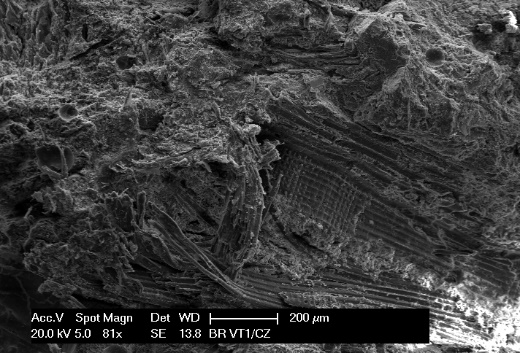 Acc.V Spot Magn Det WD 200 µm
20.0 kV 5.0 81x SE 13.8 BR VT1/CZ